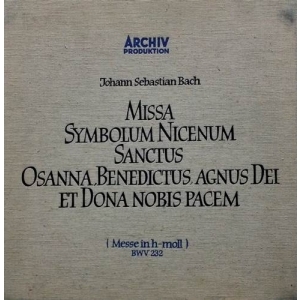 ARCHIV
PRODUKTION
Johann Sebastian Bach
MISSA
SYMBOLUM NICENUM
SANCTUS
OSANNA, BENEDICTUS, AGNUS DEI
ET DONA NOBIS PACEM
( Messe in h-moll )
BWV 232